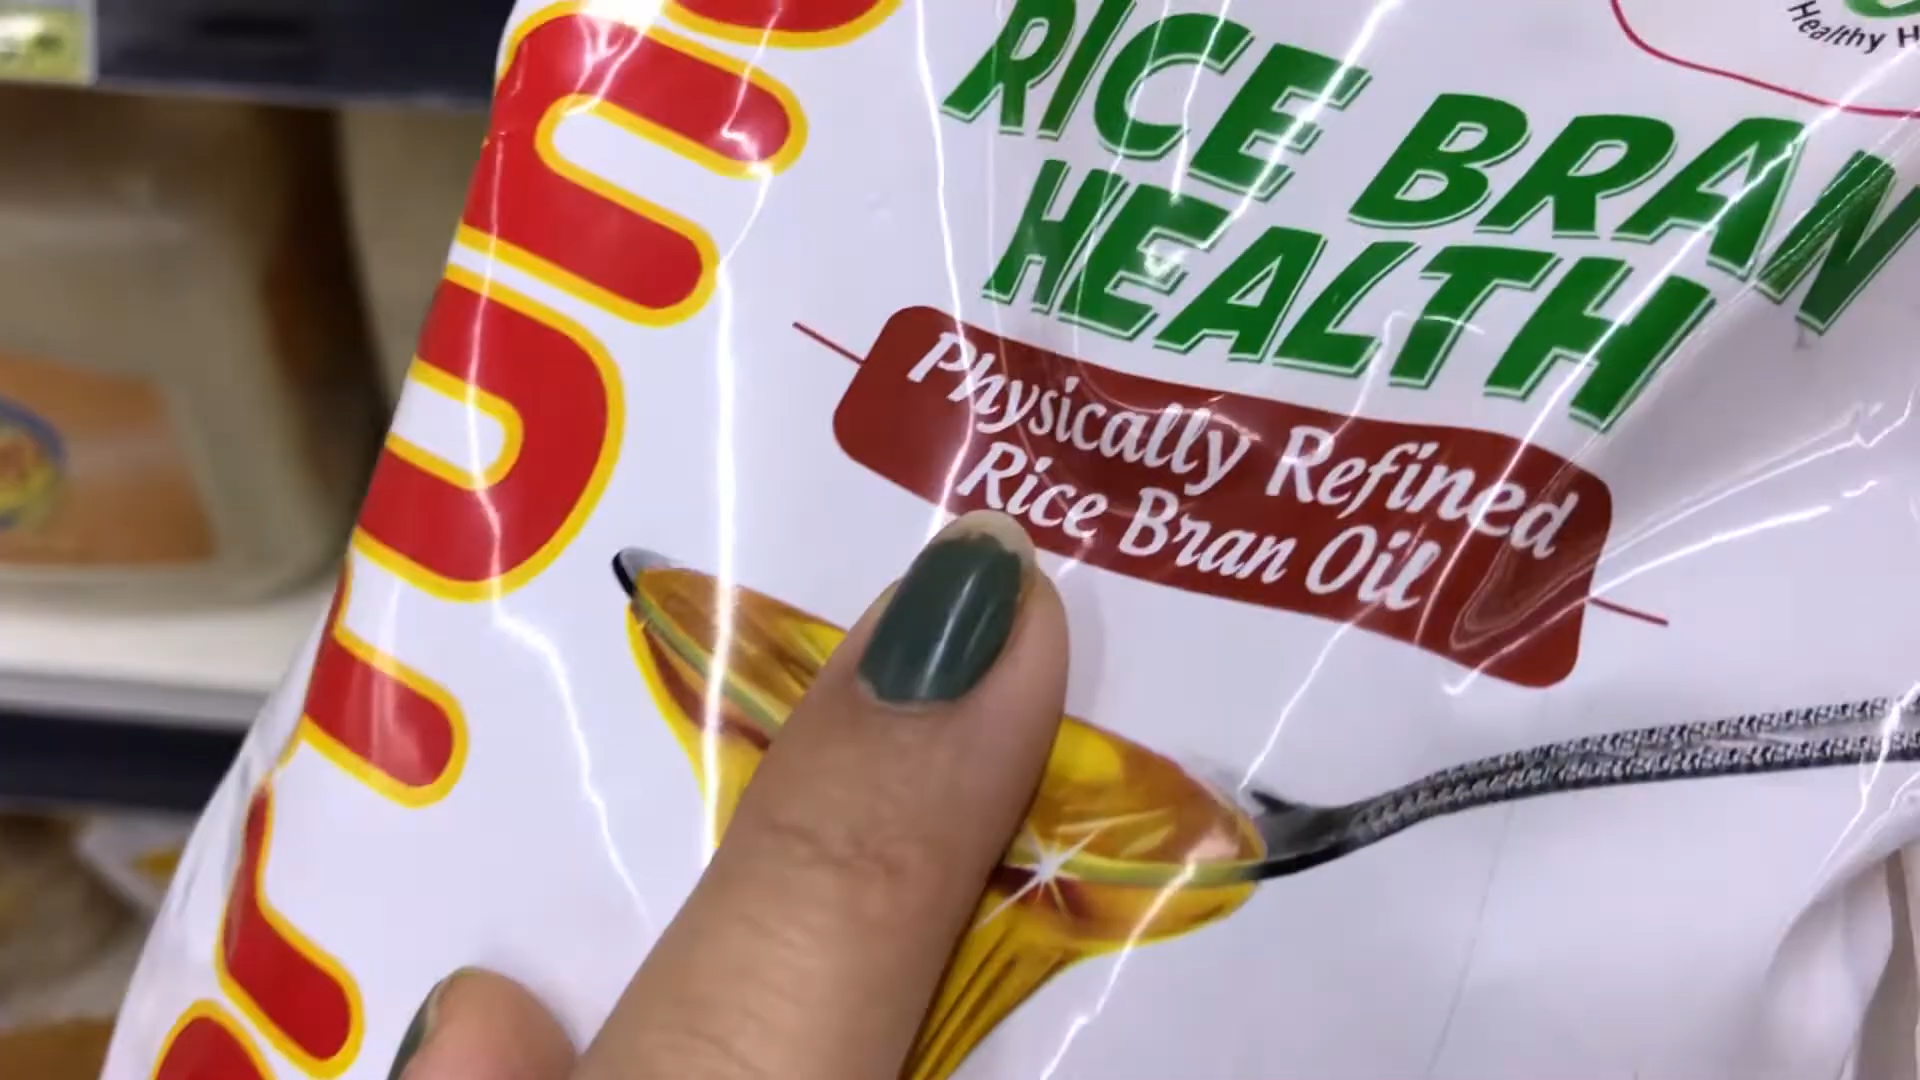 RICE BRAN
HEALTH
Physically Refined
Rice Bran Oil
Healthy